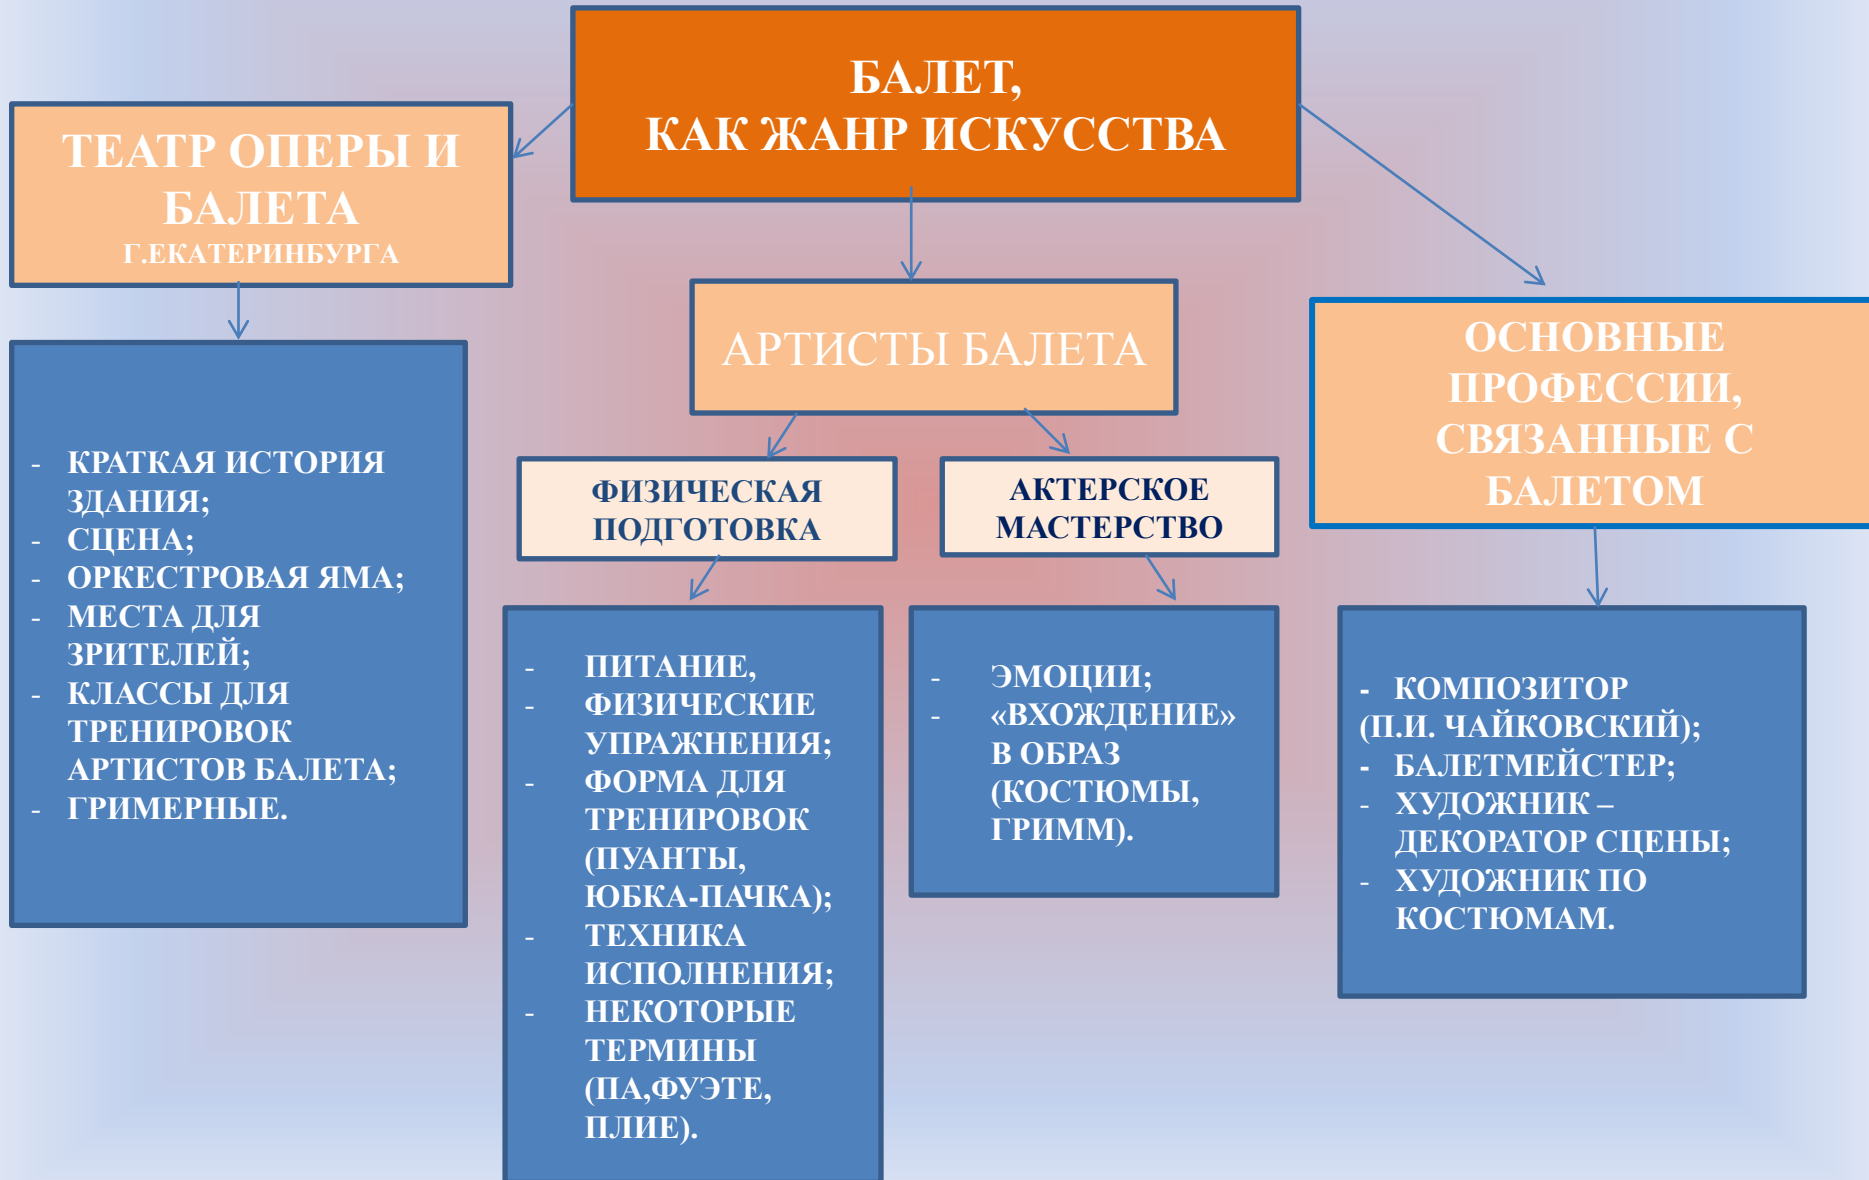 БАЛЕТ,
КАК ЖАНР ИСКУССТВА
ТЕАТР ОПЕРЫ И
БАЛЕТА
Г.ЕКАТЕРИНБУРГА
- КРАТКАЯ ИСТОРИЯ
ЗДАНИЯ;
- СЦЕНА;
- ОРКЕСТРОВАЯ ЯМА;
- МЕСТА ДЛЯ
ЗРИТЕЛЕЙ;
- КЛАССЫ ДЛЯ
ТРЕНИРОВОК
АРТИСТОВ БАЛЕТА;
- ГРИМЕРНЫЕ.
АРТИСТЫ БАЛЕТА
ФИЗИЧЕСКАЯ
ПОДГОТОВКА
- ПИТАНИЕ,
- ФИЗИЧЕСКИЕ
УПРАЖНЕНИЯ;
- ФОРМА ДЛЯ
ТРЕНИРОВОК
(ПУАНТЫ,
ЮБКА-ПАЧКА);
- ТЕХНИКА
ИСПОЛНЕНИЯ;
- НЕКОТОРЫЕ
ТЕРМИНЫ
(ПА,ФУЭТЕ,
ПЛИЕ).
АКТЕРСКОЕ
МАСТЕРСТВО
- ЭМОЦИИ;
- «ВХОЖДЕНИЕ»
В ОБРАЗ
(КОСТЮМЫ,
ГРИММ).
ОСНОВНЫЕ
ПРОФЕССИИ,
СВЯЗАННЫЕ С
БАЛЕТОМ
- КОМПОЗИТОР
(П.И. ЧАЙКОВСКИЙ);
- БАЛЕТМЕЙСТЕР;
- ХУДОЖНИК –
ДЕКОРАТОР СЦЕНЫ;
- ХУДОЖНИК ПО
КОСТЮМАМ.